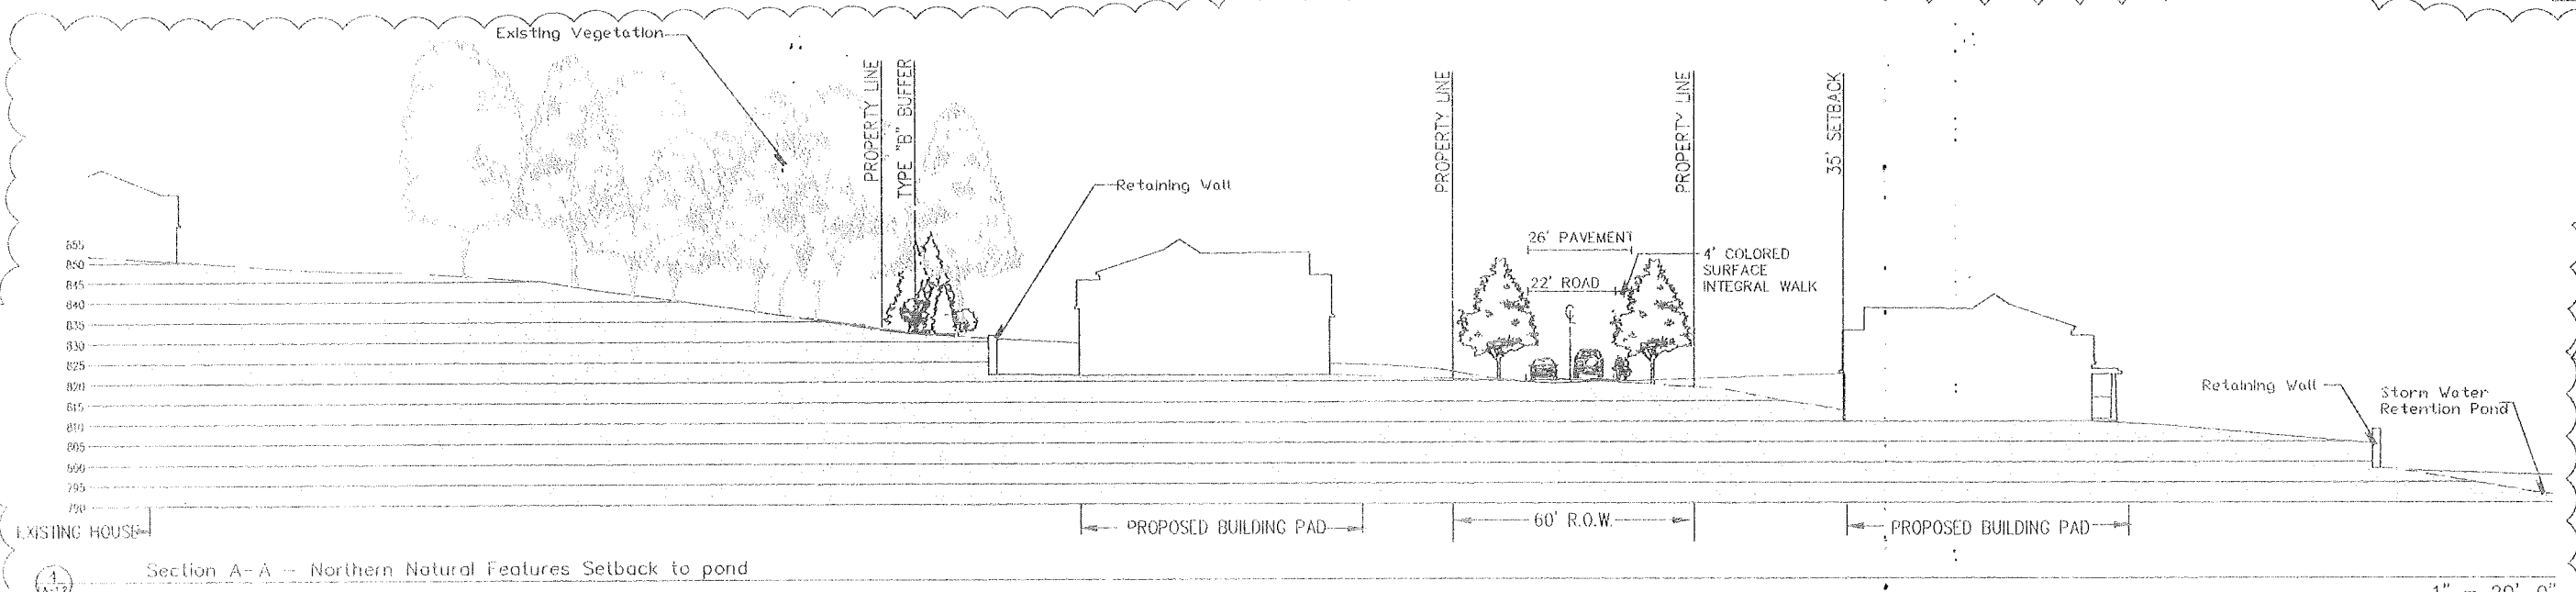 Existing Vegetation
PROPERTY LINE
TYPE "B" BUFFER
Retaining Wall
PROPERTY LINE
PROPERTY LINE
35' SETBACK
26' PAVEMENT
22' ROAD
4' COLORED
SURFACE
INTEGRAL WALK
Retaining Wall
Storm Water
Retention Pond
855
850
845
840
835
830
825
820
815
810
805
795
790
EXISTING HOUSE
PROPOSED BUILDING PAD
60' R.O.W.
PROPOSED BUILDING PAD
Section A-A - Northern Natural Features Setback to pond